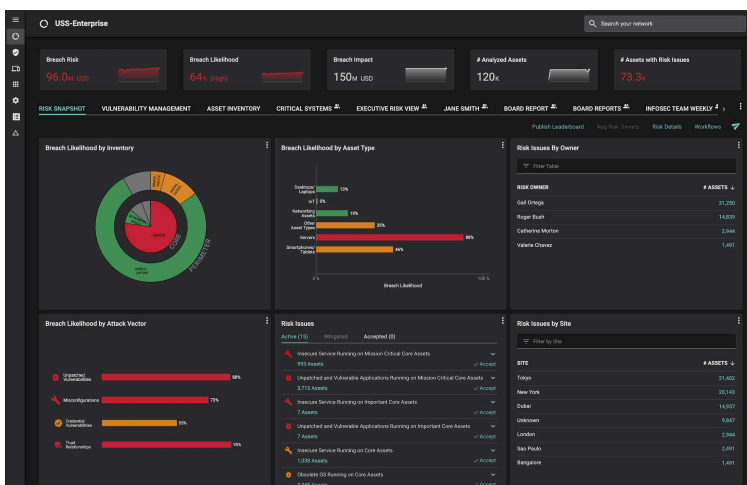 USS-Enterprise
Search your network
Breach Risk
96.0M USD
Breach Likelihood
64% (High)
Breach Impact
150M USD
# Analyzed Assets
120K
# Assets with Risk Issues
73.3K
RISK SNAPSHOT
VULNERABILITY MANAGEMENT
ASSET INVENTORY
CRITICAL SYSTEMS
EXECUTIVE RISK VIEW
JANE SMITH
BOARD REPORT
BOARD REPORTS
INFOSEC TEAM WEEKLY
Publish Leaderboard
Nag Risk Owners
Risk Details
Workflows
Breach Likelihood by Inventory
CORE
PERIMETER
Breach Likelihood by Asset Type
Desktops/
Laptops
13%
IoT
0%
Networking
Assets
19%
Other
Asset Types
35%
Servers
88%
Smartphones/
Tablets
46%
0%
100%
Breach Likelihood
Risk Issues By Owner
Filter Table
RISK OWNER
# ASSETS ↓
Gail Ortega
31,250
Roger Bush
14,839
Catherine Morton
2,944
Valerie Chavez
1,491
Breach Likelihood by Attack Vector
Unpatched
Vulnerabilities
88%
Misconfigurations
73%
Credential
Vulnerabilities
Trust
Relationships
Risk Issues
Active (15)
Mitigated
Accepted (0)
Insecure Service Running on Mission Critical Core Assets
993 Assets
✓ Accept
Unpatched and Vulnerable Applications Running on Mission Critical Core Assets
3,713 Assets
✓ Accept
Insecure Service Running on Important Core Assets
7 Assets
✓ Accept
Unpatched and Vulnerable Applications Running on Important Core Assets
7 Assets
✓ Accept
Insecure Service Running on Core Assets
1,038 Assets
✓ Accept
Obsolete OS Running on Core Assets
Risk Issues by Site
Filter by Site
SITE
# ASSETS ↓
Tokyo
21,402
New York
20,143
Dubai
14,937
Unknown
9,847
London
2,944
Sao Paulo
2,491
Bangalore
1,491